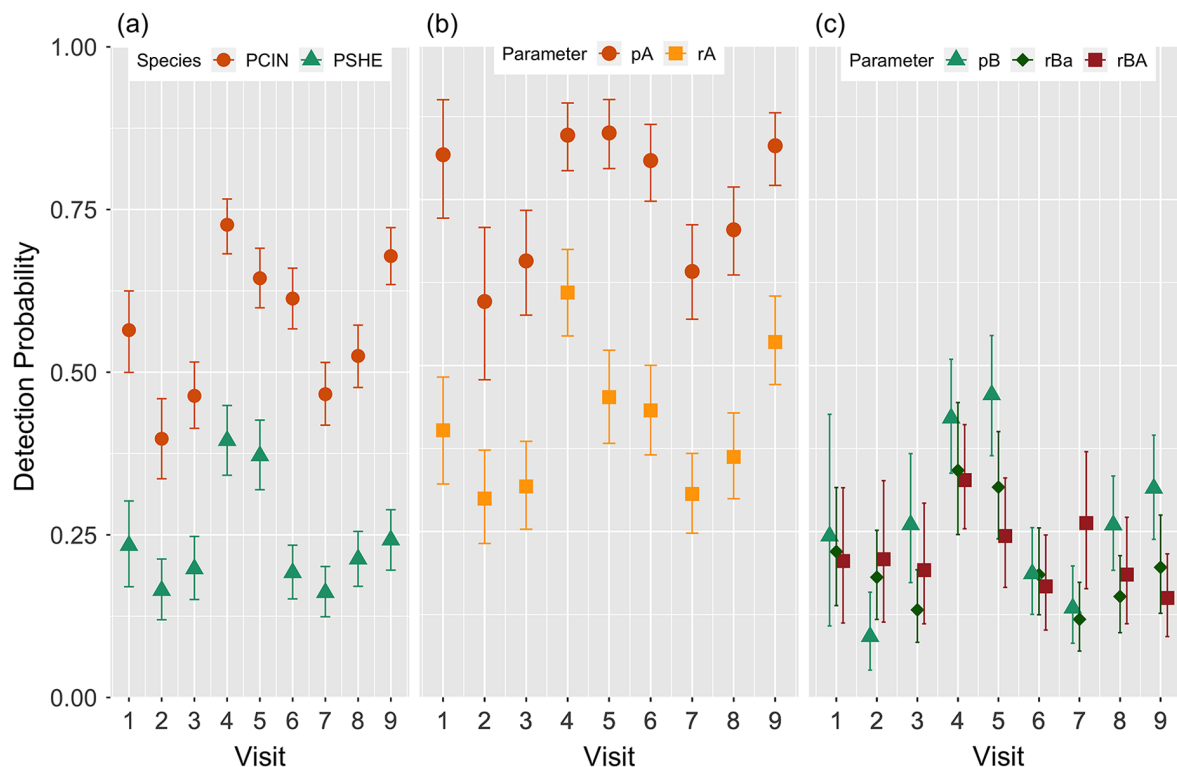 (a)
(b)
(c)
Species PCIN PSHE
Parameter pA rA
Parameter pB rBa rBA
Detection Probability
1.00
0.75
0.50
0.25
0.00
1 2 3 4 5 6 7 8 9
1 2 3 4 5 6 7 8 9
1 2 3 4 5 6 7 8 9
Visit
Visit
Visit